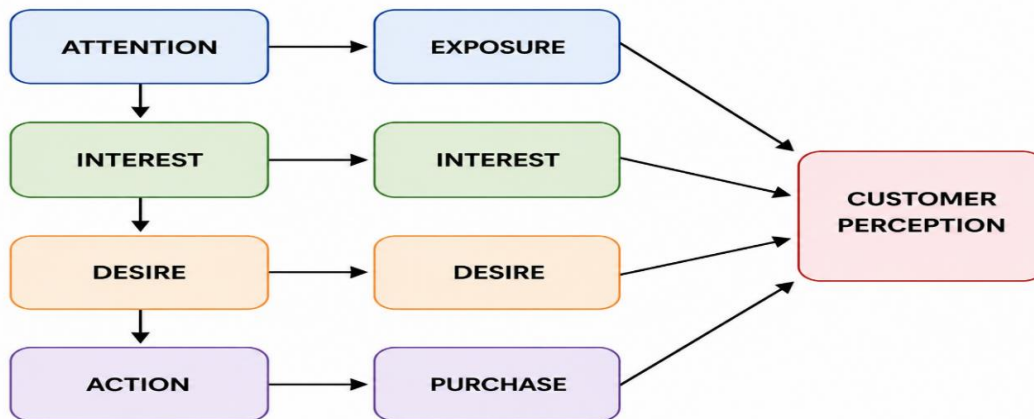 ATTENTION
EXPOSURE
INTEREST
INTEREST
DESIRE
DESIRE
ACTION
PURCHASE
CUSTOMER
PERCEPTION